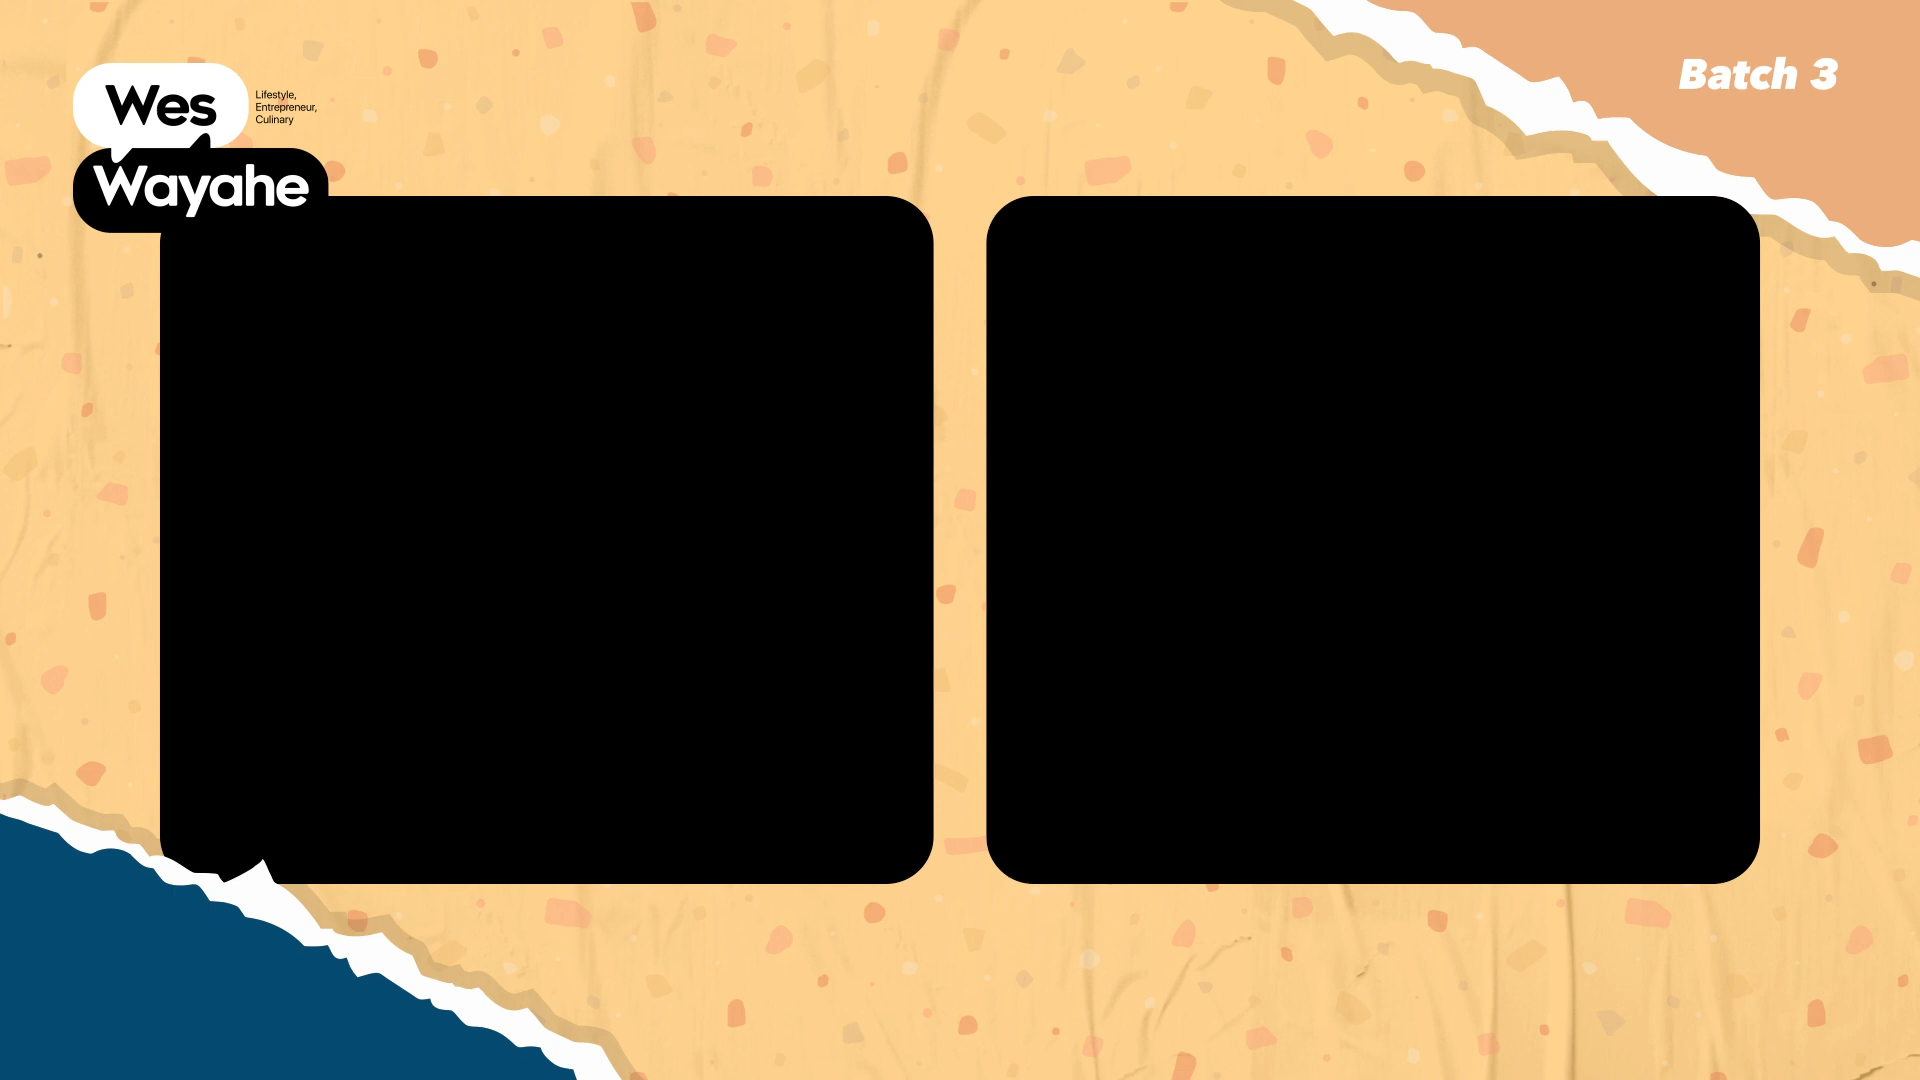 Wes
Lifestyle,
Entrepreneur,
Culinary
Wayahe
Batch 3